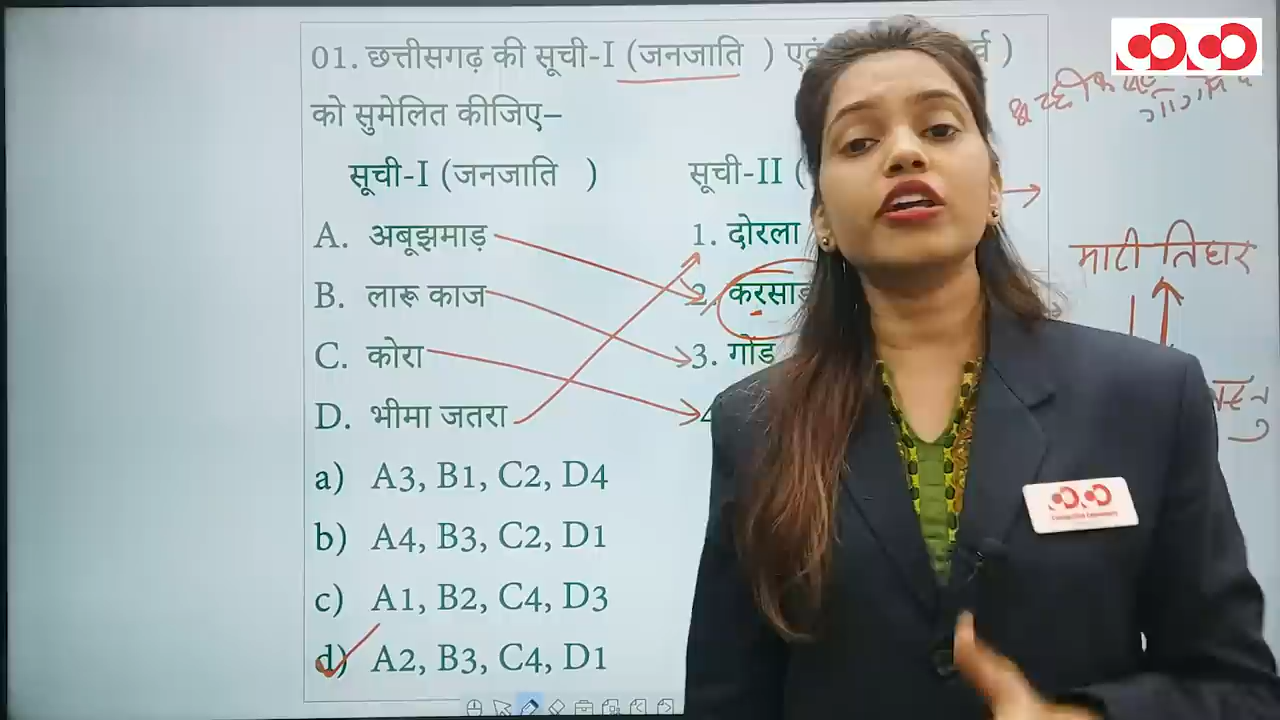 01. छत्तीसगढ़ की सूची-I (जनजाति ) एवं
को सुमेलित कीजिए–
सूची-I (जनजाति ) सूची-II (
A. अबूझमाड़ 1. दोरला
B. लारू काज 2. करसाड़
C. कोरा 3. गोंड
D. भीमा जतरा 4
a) A3, B1, C2, D4
b) A4, B3, C2, D1
c) A1, B2, C4, D3
d) A2, B3, C4, D1
माटी तिहार